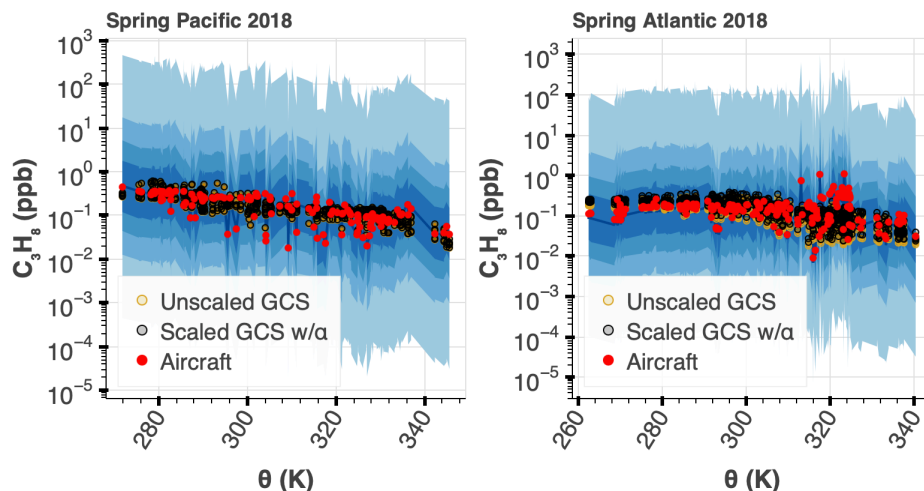 Spring Pacific 2018
10³
10²
10¹
10⁰
10⁻¹
10⁻²
10⁻³
10⁻⁴
10⁻⁵
C₃H₈ (ppb)
Unscaled GCS
Scaled GCS w/α
Aircraft
280
300
320
340
θ (K)
Spring Atlantic 2018
10³
10²
10¹
10⁰
10⁻¹
10⁻²
10⁻³
10⁻⁴
10⁻⁵
C₃H₈ (ppb)
Unscaled GCS
Scaled GCS w/α
Aircraft
260
280
300
320
340
θ (K)